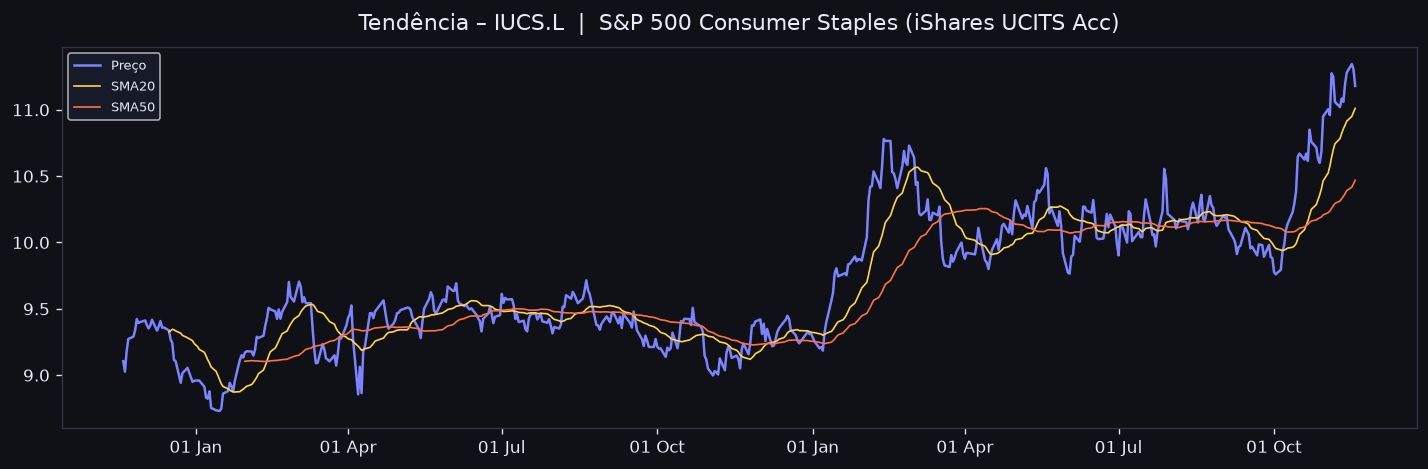 Tendência – IUCS.L  |  S&P 500 Consumer Staples (iShares UCITS Acc)
Preço
SMA20
SMA50
11.0
10.5
10.0
9.5
9.0
01 Jan
01 Apr
01 Jul
01 Oct
01 Jan
01 Apr
01 Jul
01 Oct